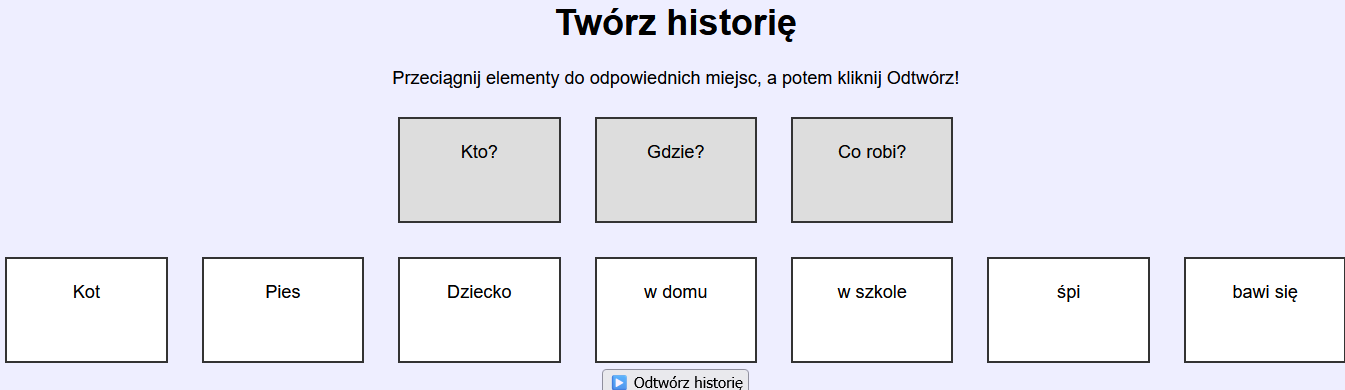 Twórz historię
Przeciągnij elementy do odpowiednich miejsc, a potem kliknij Odtwórz!
Kto? Gdzie? Co robi?
Kot Pies Dziecko w domu w szkole śpi bawi się
Odtwórz historię